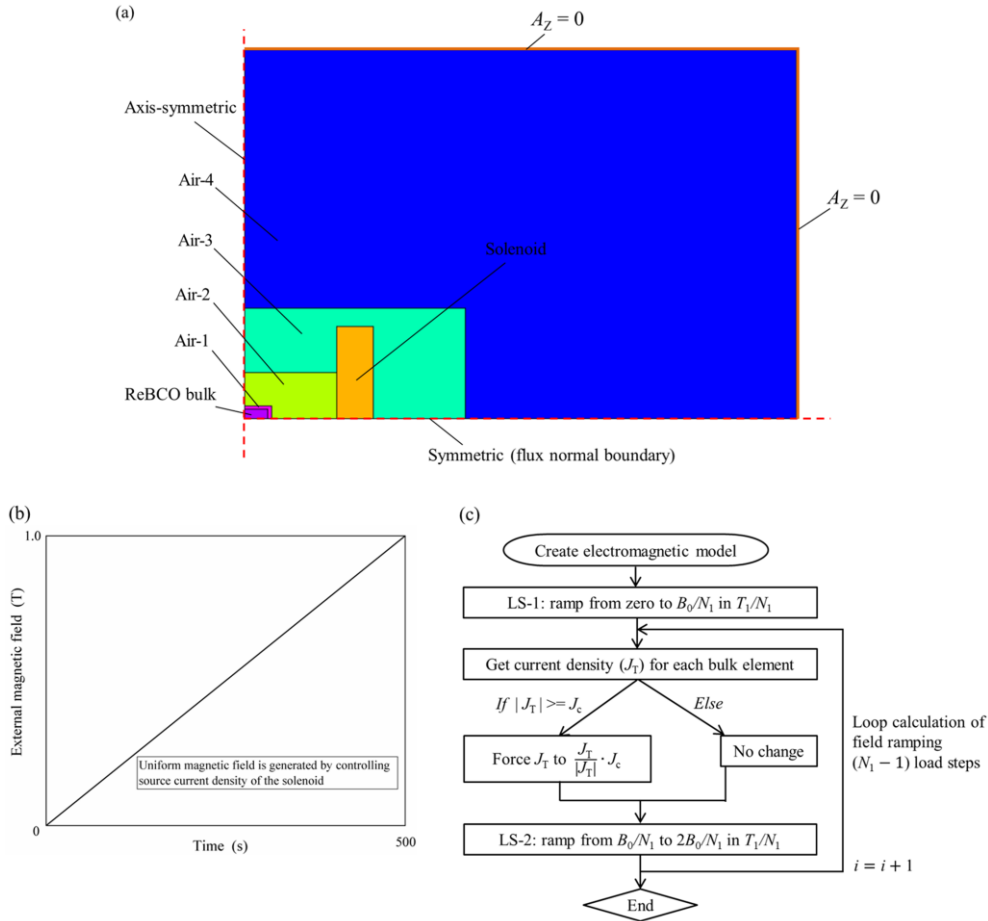 (a)
A_Z = 0
Axis-symmetric
Air-4
A_Z = 0
Air-3
Solenoid
Air-2
Air-1
ReBCO bulk
Symmetric (flux normal boundary)
(b)
1.0
External magnetic field (T)
Uniform magnetic field is generated by controlling
source current density of the solenoid
0
Time (s)
500
(c)
Create electromagnetic model
LS-1: ramp from zero to B_0/N_1 in T_1/N_1
Get current density (J_T) for each bulk element
If | J_T | >= J_c
Else
Force J_T to J_T/|J_T| · J_c
No change
Loop calculation of
field ramping
(N_1 − 1) load steps
LS-2: ramp from B_0/N_1 to 2B_0/N_1 in T_1/N_1
i = i + 1
End